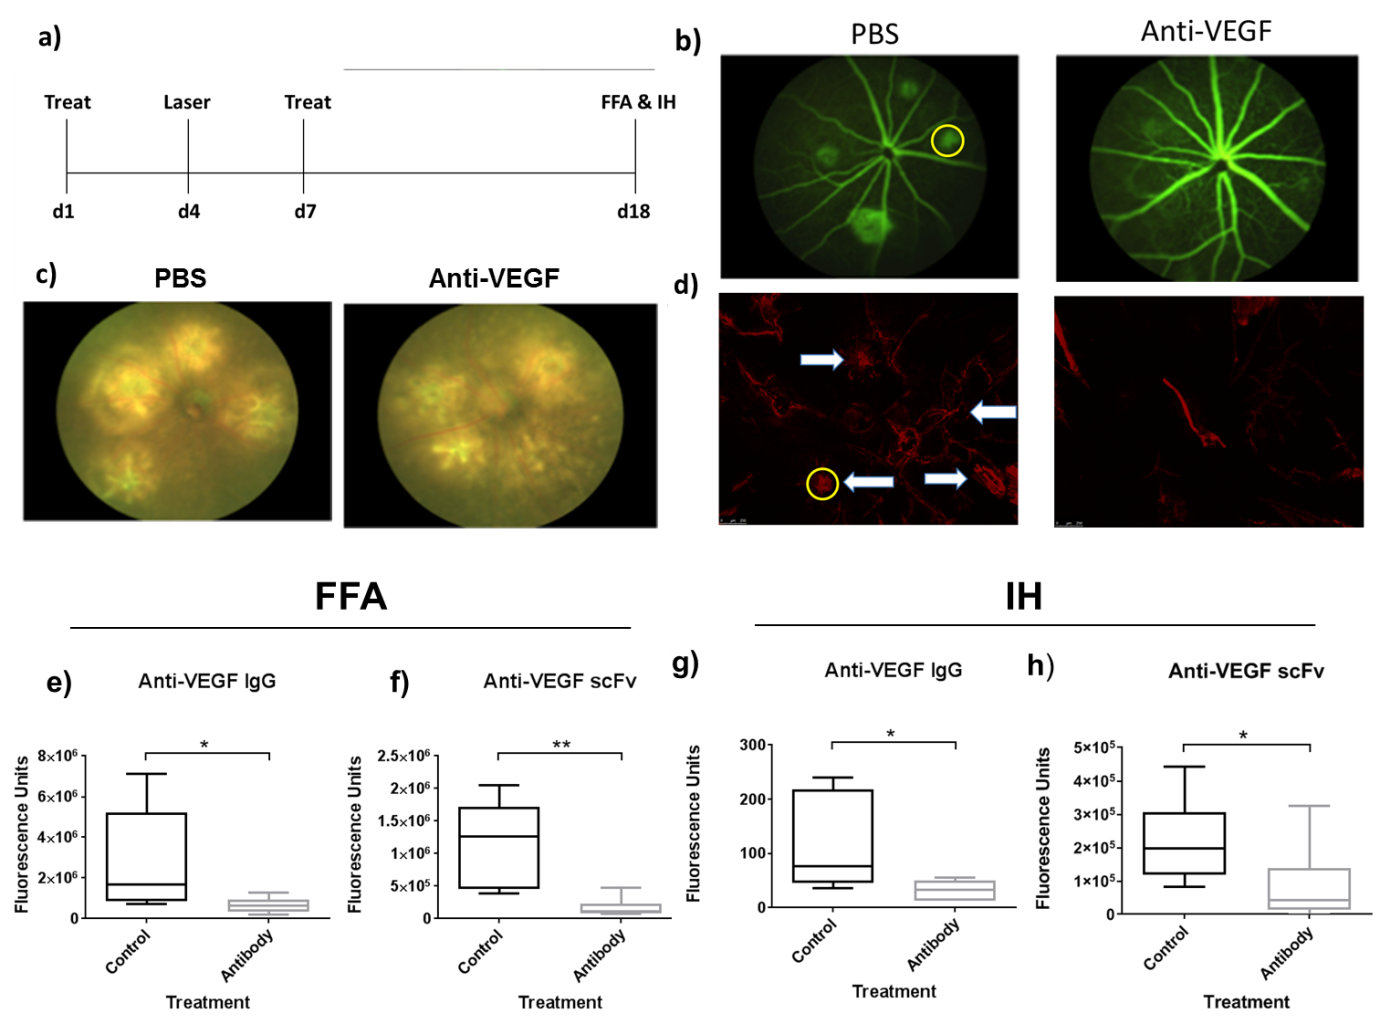 a)
Treat Laser Treat FFA & IH
d1 d4 d7 d18
b)
PBS Anti-VEGF
c)
PBS Anti-VEGF
d)
FFA
IH
e)
Anti-VEGF IgG
Fluorescence Units
8×10⁶
6×10⁶
4×10⁶
2×10⁶
0
*
Control Antibody
Treatment
f)
Anti-VEGF scFv
Fluorescence Units
2.5×10⁶
2×10⁶
1.5×10⁶
1×10⁶
5×10⁵
0
**
Control Antibody
Treatment
g)
Anti-VEGF IgG
Fluorescence Units
300
200
100
0
*
Control Antibody
Treatment
h)
Anti-VEGF scFv
Fluorescence Units
5×10⁵
4×10⁵
3×10⁵
2×10⁵
1×10⁵
0
*
Control Antibody
Treatment